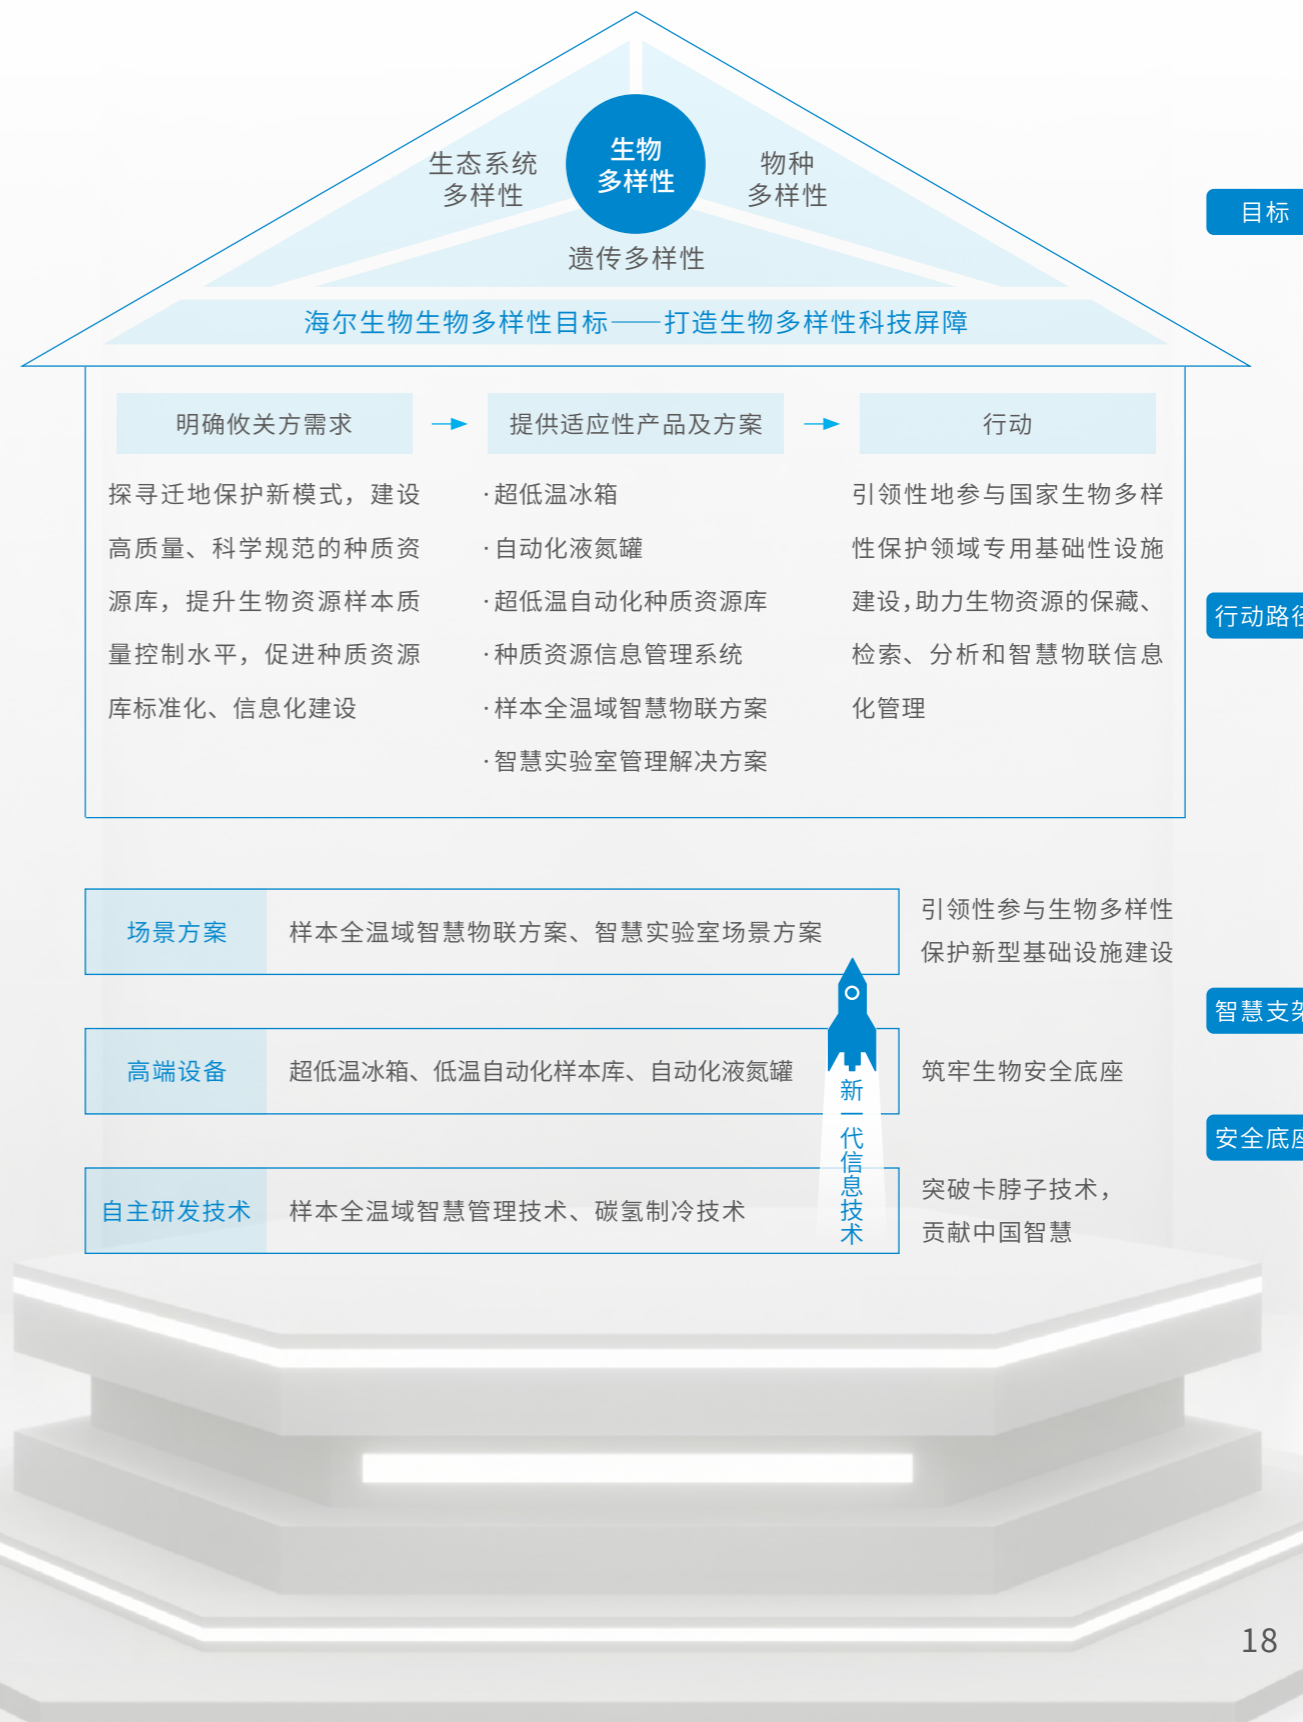 生态系统
多样性
生物
多样性
物种
多样性
遗传多样性
目标
海尔生物生物多样性目标——打造生物多样性科技屏障
明确攸关方需求
提供适应性产品及方案
行动
探寻迁地保护新模式，建设
高质量、科学规范的种质资
源库，提升生物资源样本质
量控制水平，促进种质资源
库标准化、信息化建设
·超低温冰箱
·自动化液氮罐
·超低温自动化种质资源库
·种质资源信息管理系统
·样本全温域智慧物联方案
·智慧实验室管理解决方案
引领性地参与国家生物多样
性保护领域专用基础性设施
建设，助力生物资源的保藏、
检索、分析和智慧物联信息
化管理
行动路径
场景方案
样本全温域智慧物联方案、智慧实验室场景方案
引领性参与生物多样性
保护新型基础设施建设
智慧支架
高端设备
超低温冰箱、低温自动化样本库、自动化液氮罐
筑牢生物安全底座
新一代信息技术
安全底座
自主研发技术
样本全温域智慧管理技术、碳氢制冷技术
突破卡脖子技术，
贡献中国智慧
18